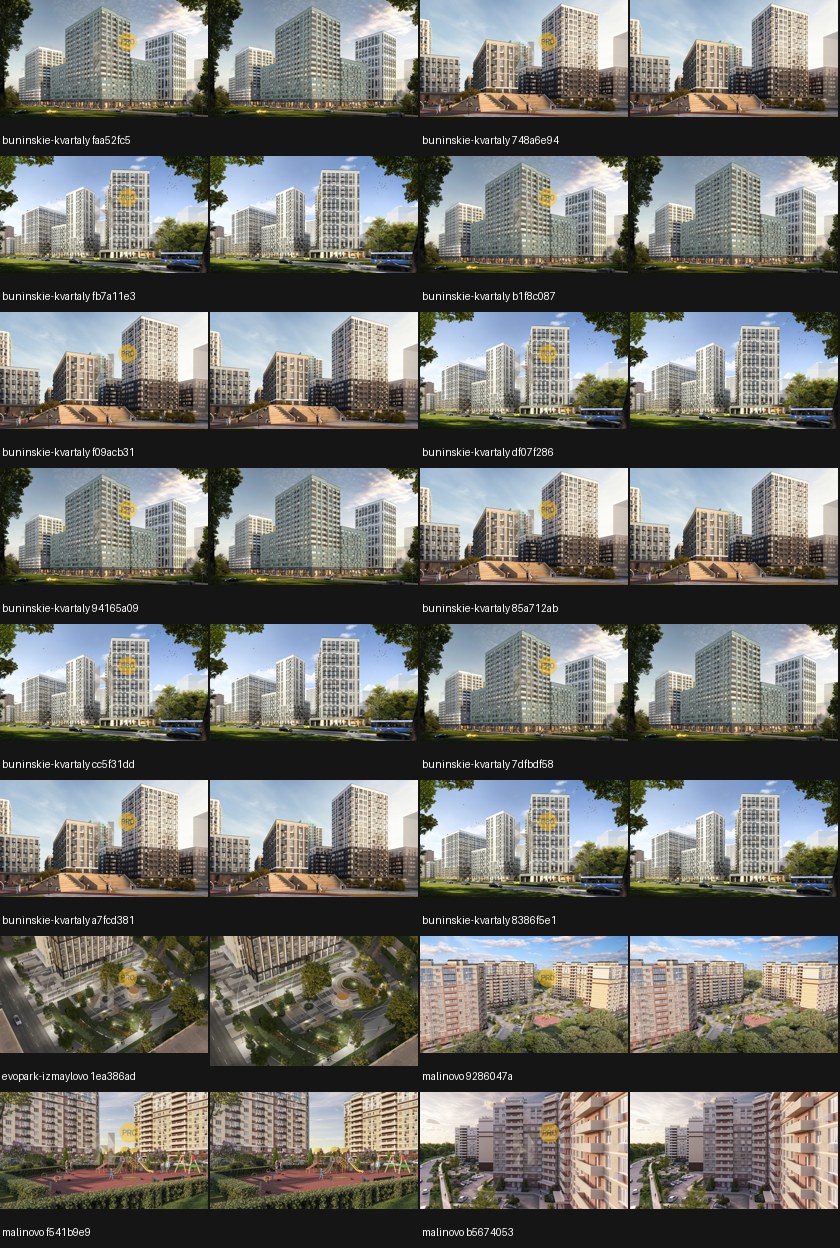 buninskie-kvartaly faa52fc5
buninskie-kvartaly 748a6e94
buninskie-kvartaly fb7a11e3
buninskie-kvartaly b1f8c087
buninskie-kvartaly f09acb31
buninskie-kvartaly df07f286
buninskie-kvartaly 94165a09
buninskie-kvartaly 85a712ab
buninskie-kvartaly cc5f31dd
buninskie-kvartaly 7dfbdf58
buninskie-kvartaly a7fcd381
buninskie-kvartaly 8386f5e1
evopark-izmaylovo 1ea386ad
malinovo 9286047a
malinovo f541b9e9
malinovo b5674053